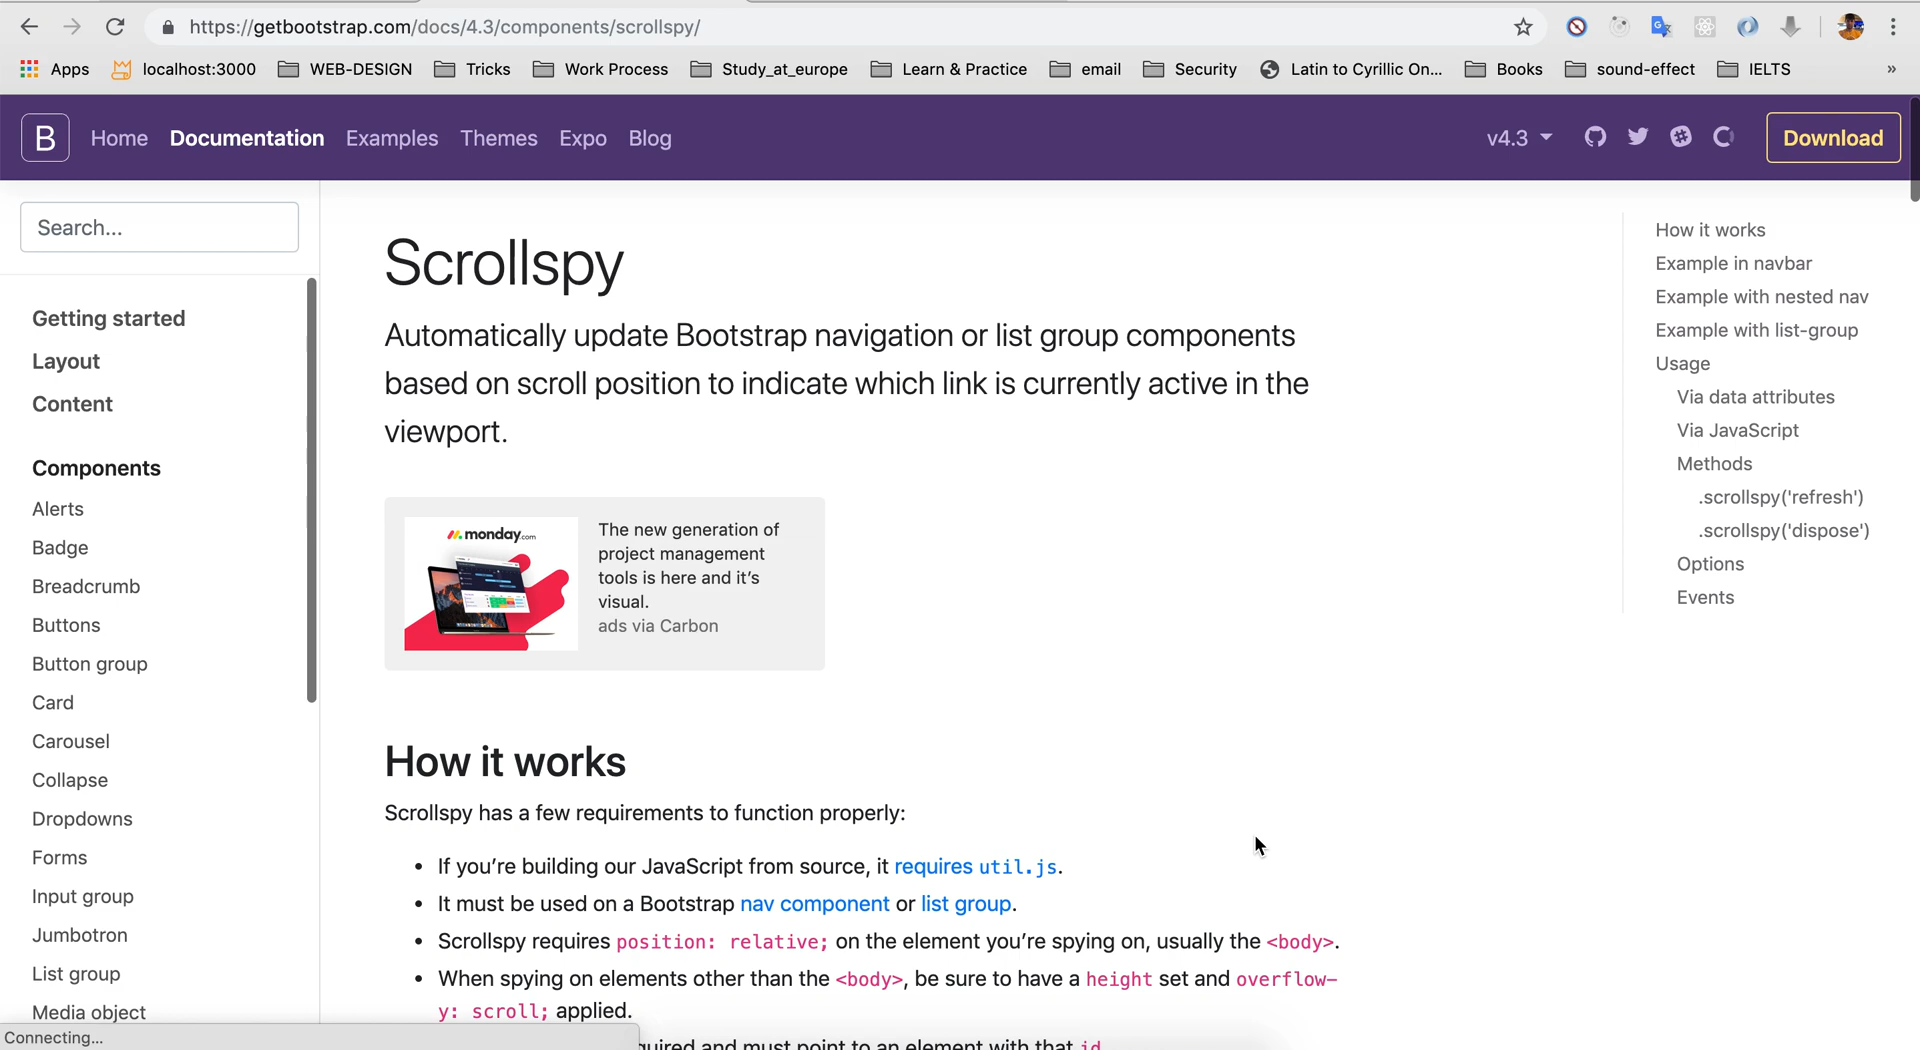 https://getbootstrap.com/docs/4.3/components/scrollspy/
Apps localhost:3000 WEB-DESIGN Tricks Work Process Study_at_europe Learn & Practice email Security Latin to Cyrillic On... Books sound-effect IELTS »
B Home Documentation Examples Themes Expo Blog v4.3 Download
Search...
Getting started
Layout
Content
Components
Alerts
Badge
Breadcrumb
Buttons
Button group
Card
Carousel
Collapse
Dropdowns
Forms
Input group
Jumbotron
List group
Media object
Connecting...
Scrollspy
Automatically update Bootstrap navigation or list group components
based on scroll position to indicate which link is currently active in the
viewport.
monday.com
The new generation of
project management
tools is here and it’s
visual.
ads via Carbon
How it works
Scrollspy has a few requirements to function properly:
• If you’re building our JavaScript from source, it requires util.js.
• It must be used on a Bootstrap nav component or list group.
• Scrollspy requires position: relative; on the element you’re spying on, usually the <body>.
• When spying on elements other than the <body>, be sure to have a height set and overflow-
y: scroll; applied.
uired and must point to an element with that id
How it works
Example in navbar
Example with nested nav
Example with list-group
Usage
Via data attributes
Via JavaScript
Methods
.scrollspy('refresh')
.scrollspy('dispose')
Options
Events